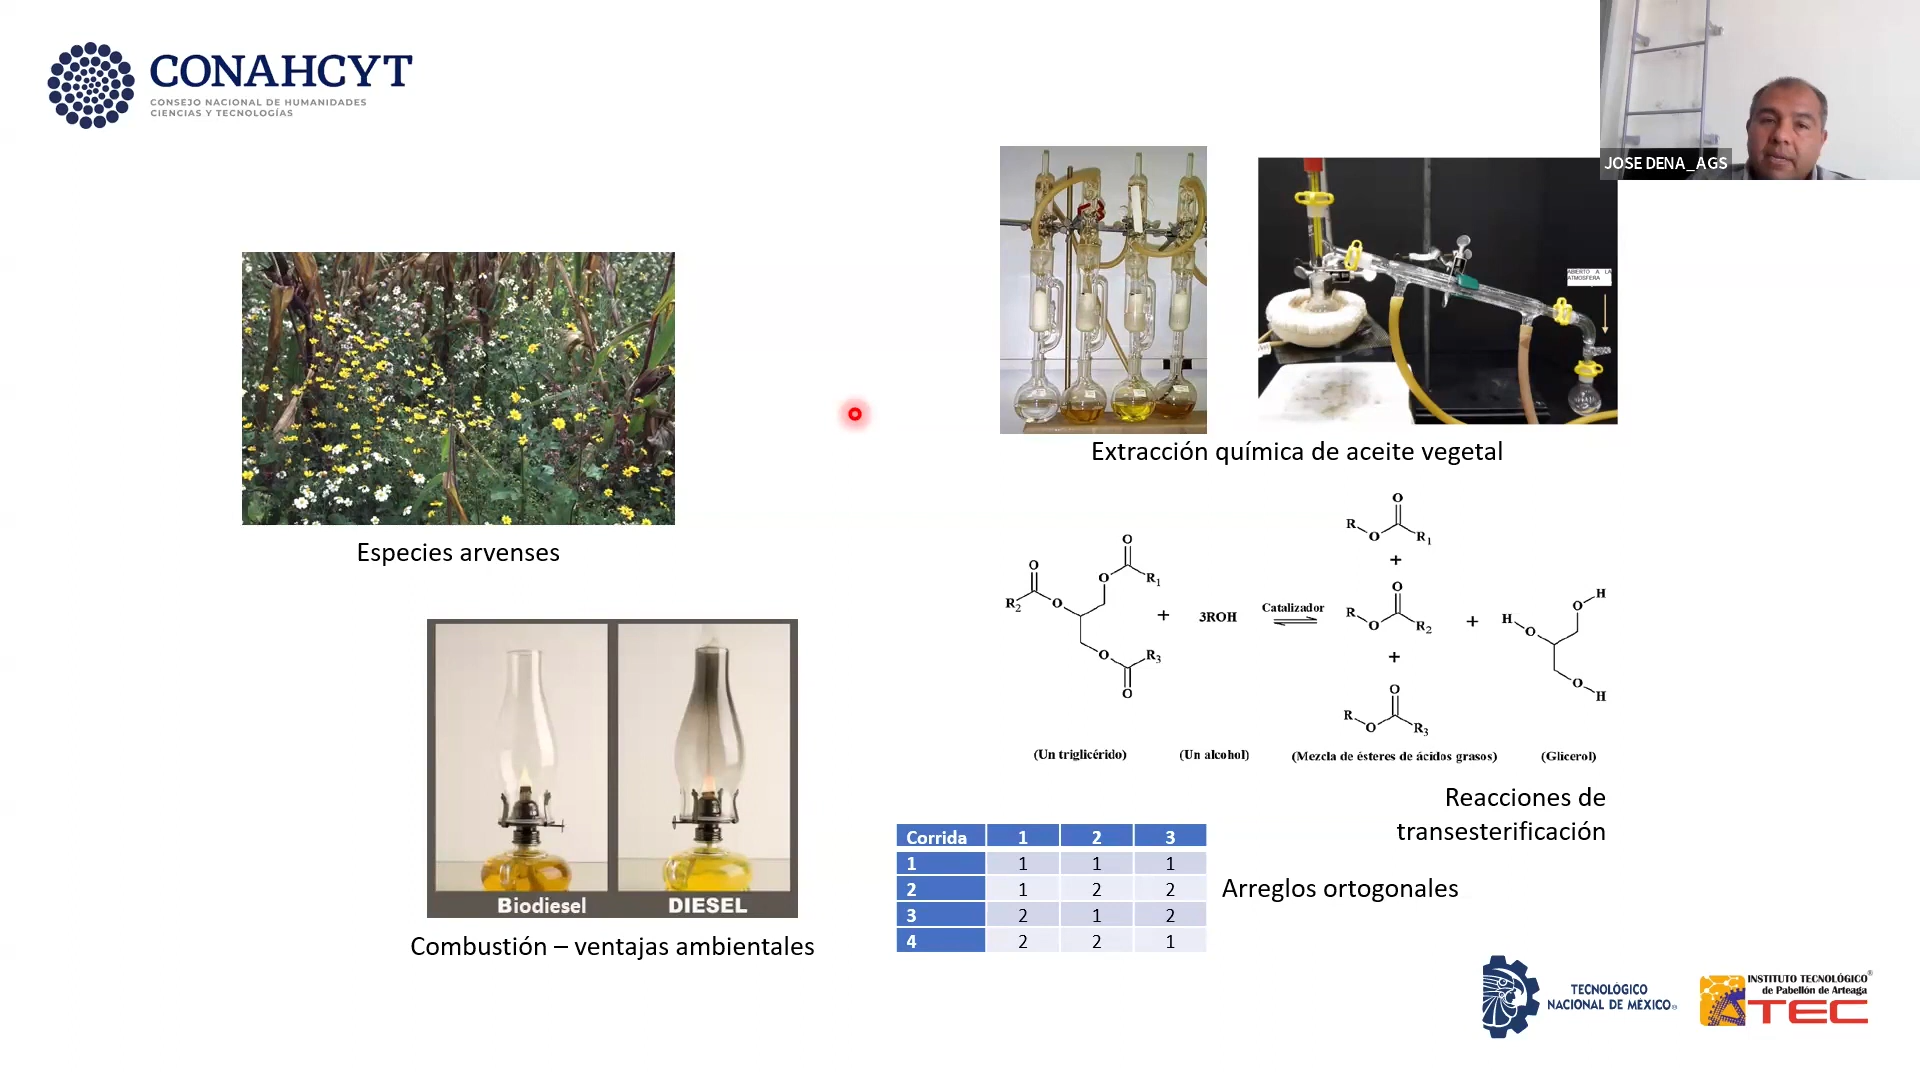 CONAHCYT
CONSEJO NACIONAL DE HUMANIDADES
CIENCIAS Y TECNOLOGÍAS
JOSE DENA_AGS
ABIERTO A LA
ATMÓSFERA
Extracción química de aceite vegetal
Especies arvenses
O
R O R1
+
O
R2 O
O
O R1
O R3
O
+
3ROH
Catalizador
O
R O R2
+
O
R O R3
+
H O
O H
O H
(Un triglicérido) (Un alcohol) (Mezcla de ésteres de ácidos grasos) (Glicerol)
Reacciones de
transesterificación
Biodiesel DIESEL
Combustión – ventajas ambientales
Corrida 1 2 3
1 1 1 1
2 1 2 2
3 2 1 2
4 2 2 1
Arreglos ortogonales
TECNOLÓGICO
NACIONAL DE MÉXICO
INSTITUTO TECNOLÓGICO®
de Pabellón de Arteaga
TEC